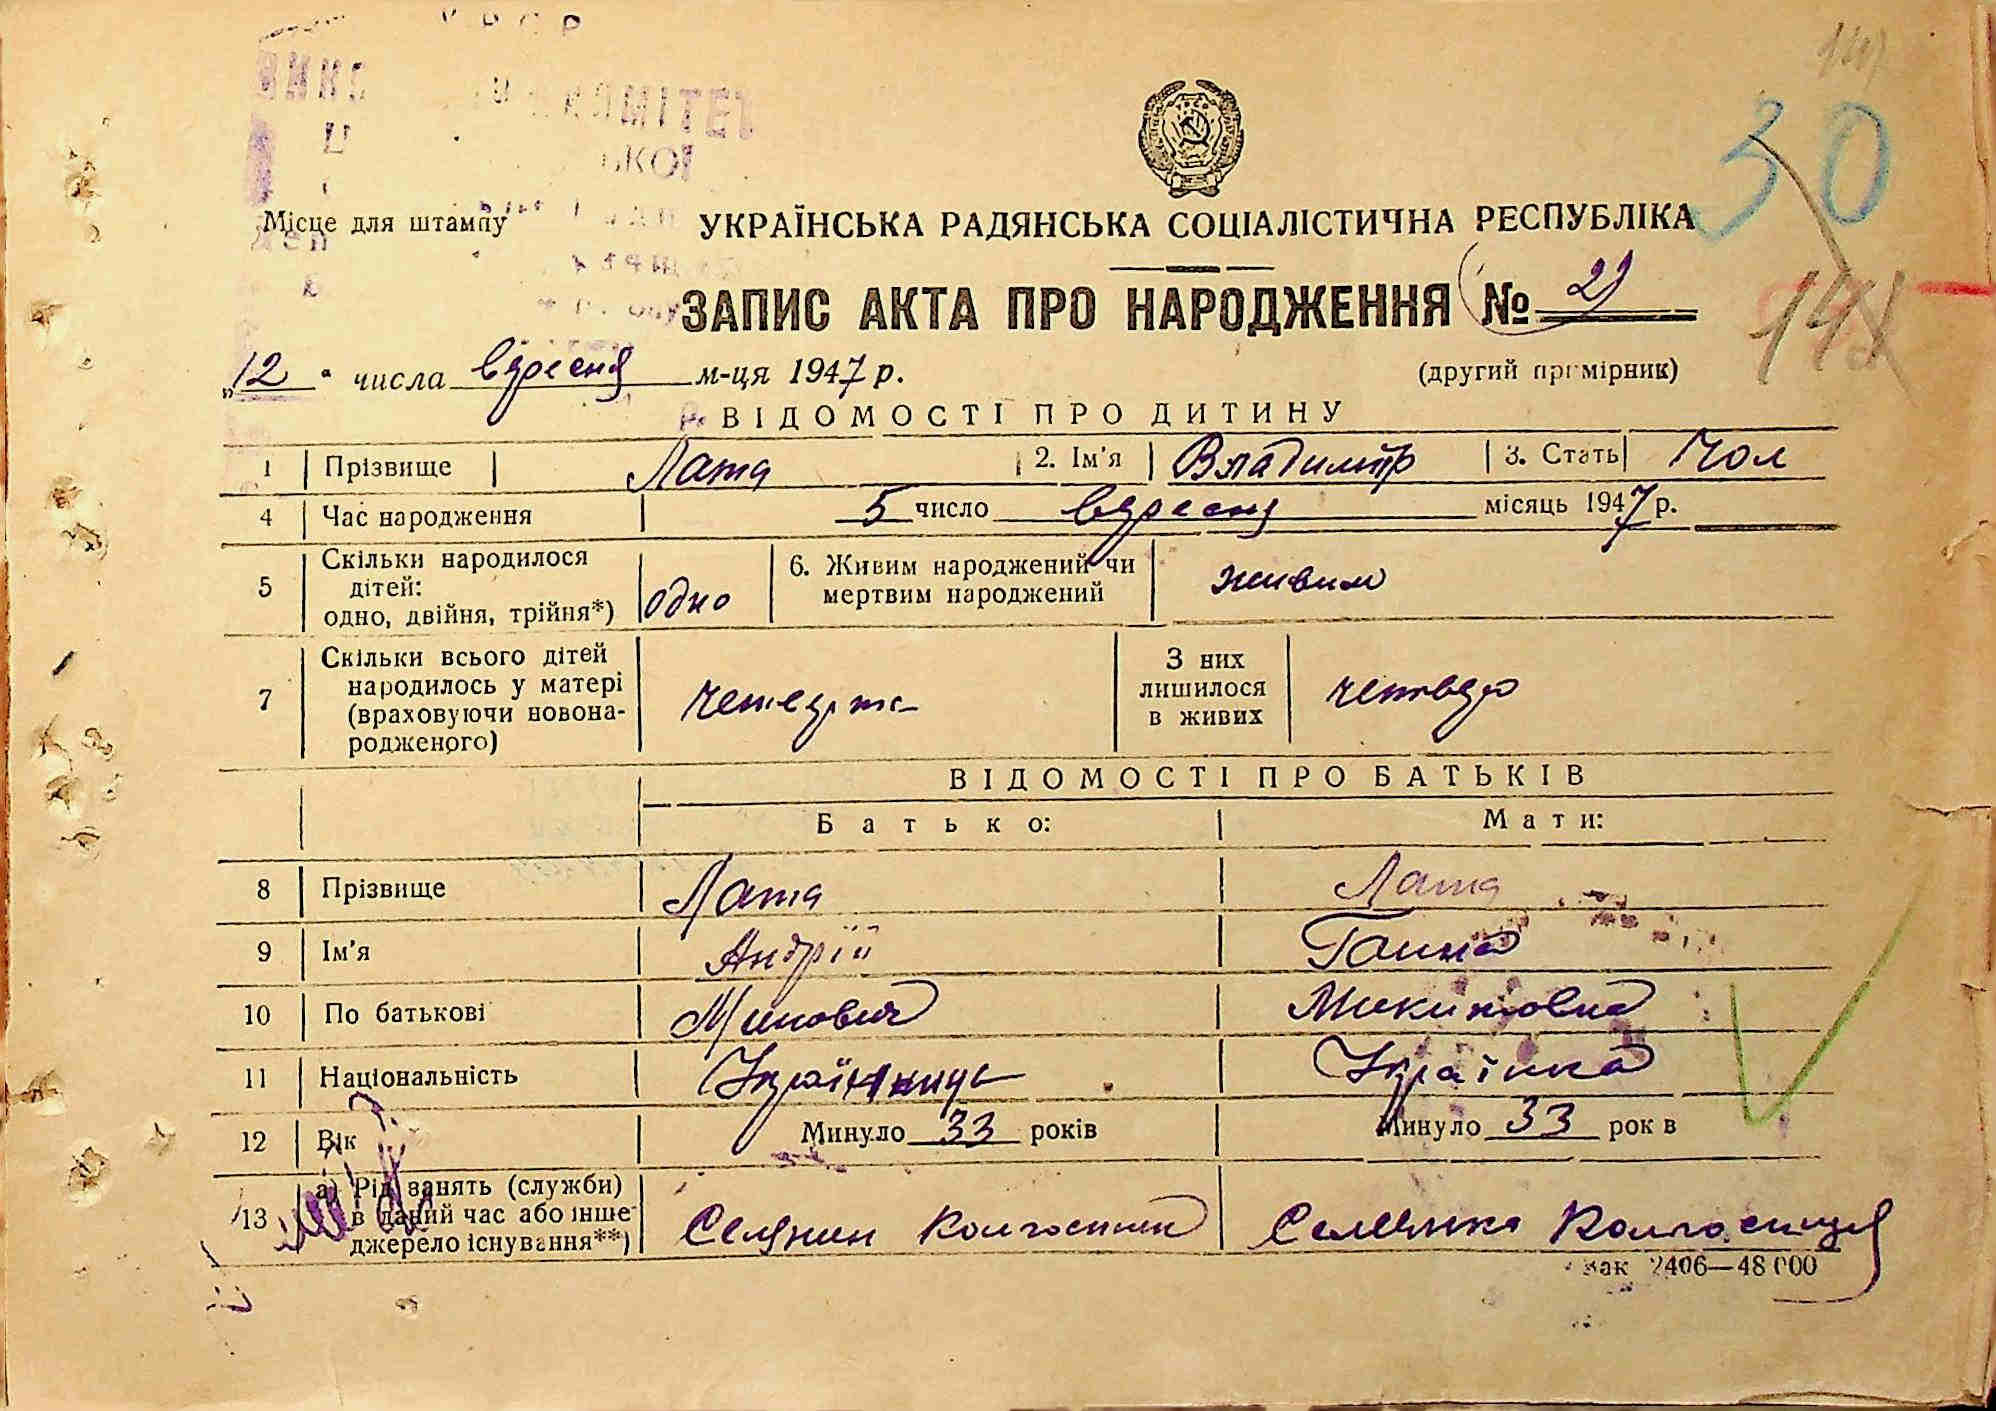 УРСР
КОМІТЕТ
Місце для штампу
УКРАЇНСЬКА РАДЯНСЬКА СОЦІАЛІСТИЧНА РЕСПУБЛІКА
30
ЗАПИС АКТА ПРО НАРОДЖЕННЯ №
„12“ числа вересня м-ця 1947 р.
(другий примірник)
ВІДОМОСТІ ПРО ДИТИНУ
1 Прізвище Лата 2. Ім'я Владимир 3. Стать Чол
4 Час народження 5 число вересня місяць 1947 р.
5 Скільки народилося дітей: одно, двійня, трійня*) одно 6. Живим народжений чи мертвим народжений живим
7 Скільки всього дітей народилось у матері (враховуючи новонародженого) З них лишилося в живих четверо
ВІДОМОСТІ ПРО БАТЬКІВ
Батько: Мати:
8 Прізвище Лата Лата
9 Ім'я Андрій Ганна
10 По батькові Минович Микитовна
11 Національність Українець Українка
12 Вік Минуло 33 років Минуло 33 рок в
13 а) Рід занять (служби) в даний час або інше джерело існування**) Селянин Колгоспник Селянка Колгоспниця
Зак 2406—48 000